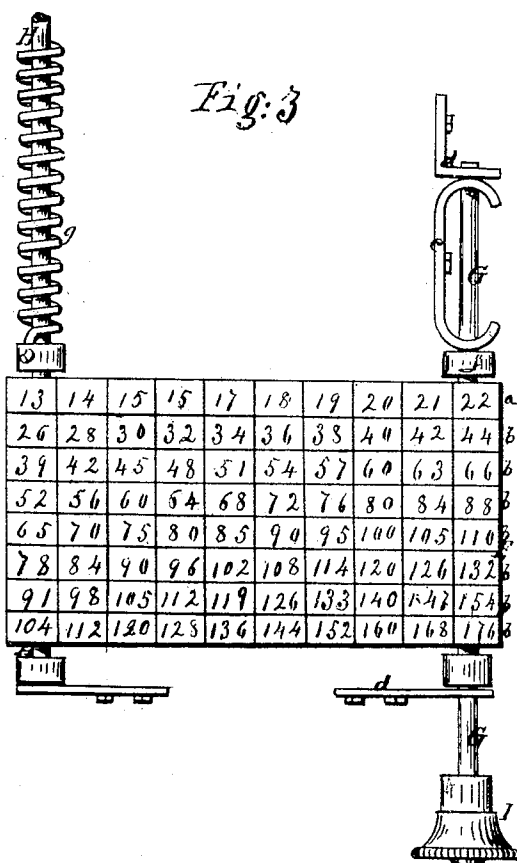 H
Fig: 3
d
g
c
G
13 14 15 15 17 18 19 20 21 22 a
26 28 30 32 34 36 38 40 42 44 b
39 42 45 48 51 54 57 60 63 66 b
52 56 60 64 68 72 76 80 84 88 b
65 70 75 80 85 90 95 100 105 110 b
78 84 90 96 102 108 114 120 126 132 b
91 98 105 112 119 126 133 140 147 154 b
104 112 120 128 136 144 152 160 168 176 b
d
G
I